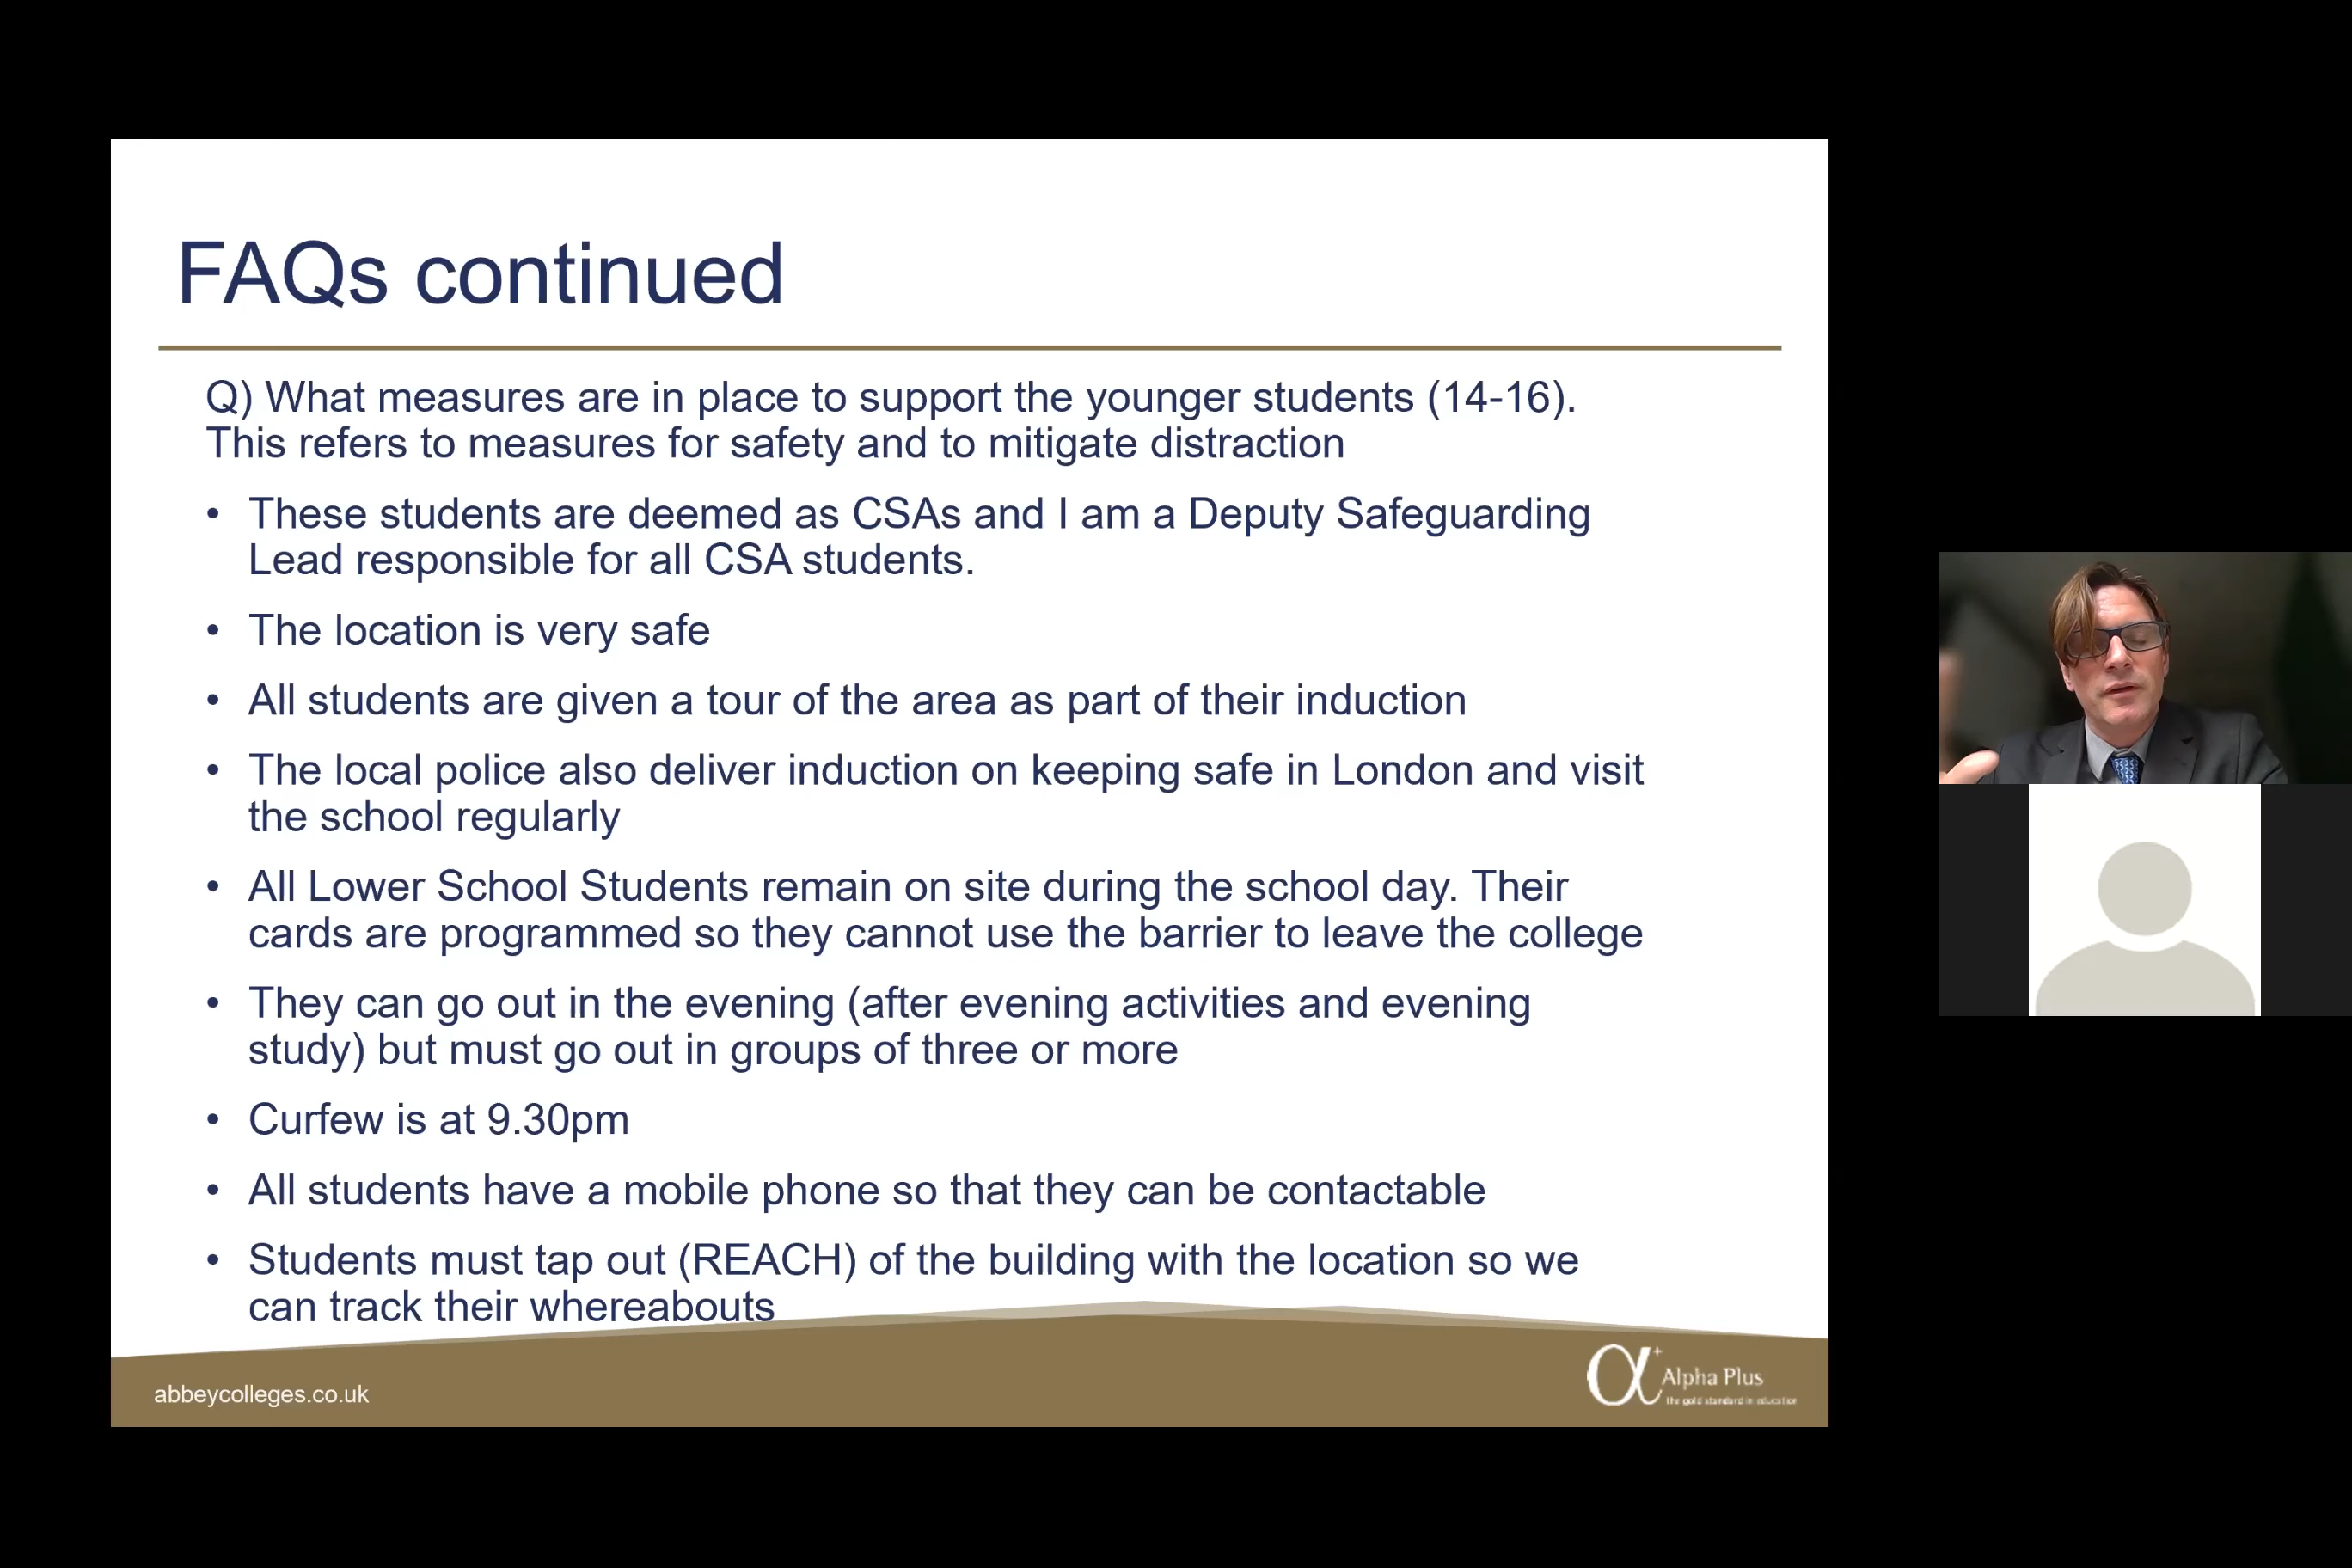 FAQs continued
Q) What measures are in place to support the younger students (14-16).
This refers to measures for safety and to mitigate distraction
• These students are deemed as CSAs and I am a Deputy Safeguarding
Lead responsible for all CSA students.
• The location is very safe
• All students are given a tour of the area as part of their induction
• The local police also deliver induction on keeping safe in London and visit
the school regularly
• All Lower School Students remain on site during the school day. Their
cards are programmed so they cannot use the barrier to leave the college
• They can go out in the evening (after evening activities and evening
study) but must go out in groups of three or more
• Curfew is at 9.30pm
• All students have a mobile phone so that they can be contactable
• Students must tap out (REACH) of the building with the location so we
can track their whereabouts
abbeycolleges.co.uk
α+ Alpha Plus
the gold standard in education